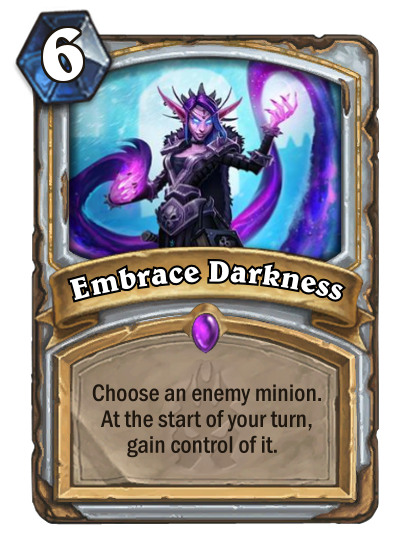 6
Embrace Darkness
Choose an enemy minion.
At the start of your turn,
gain control of it.